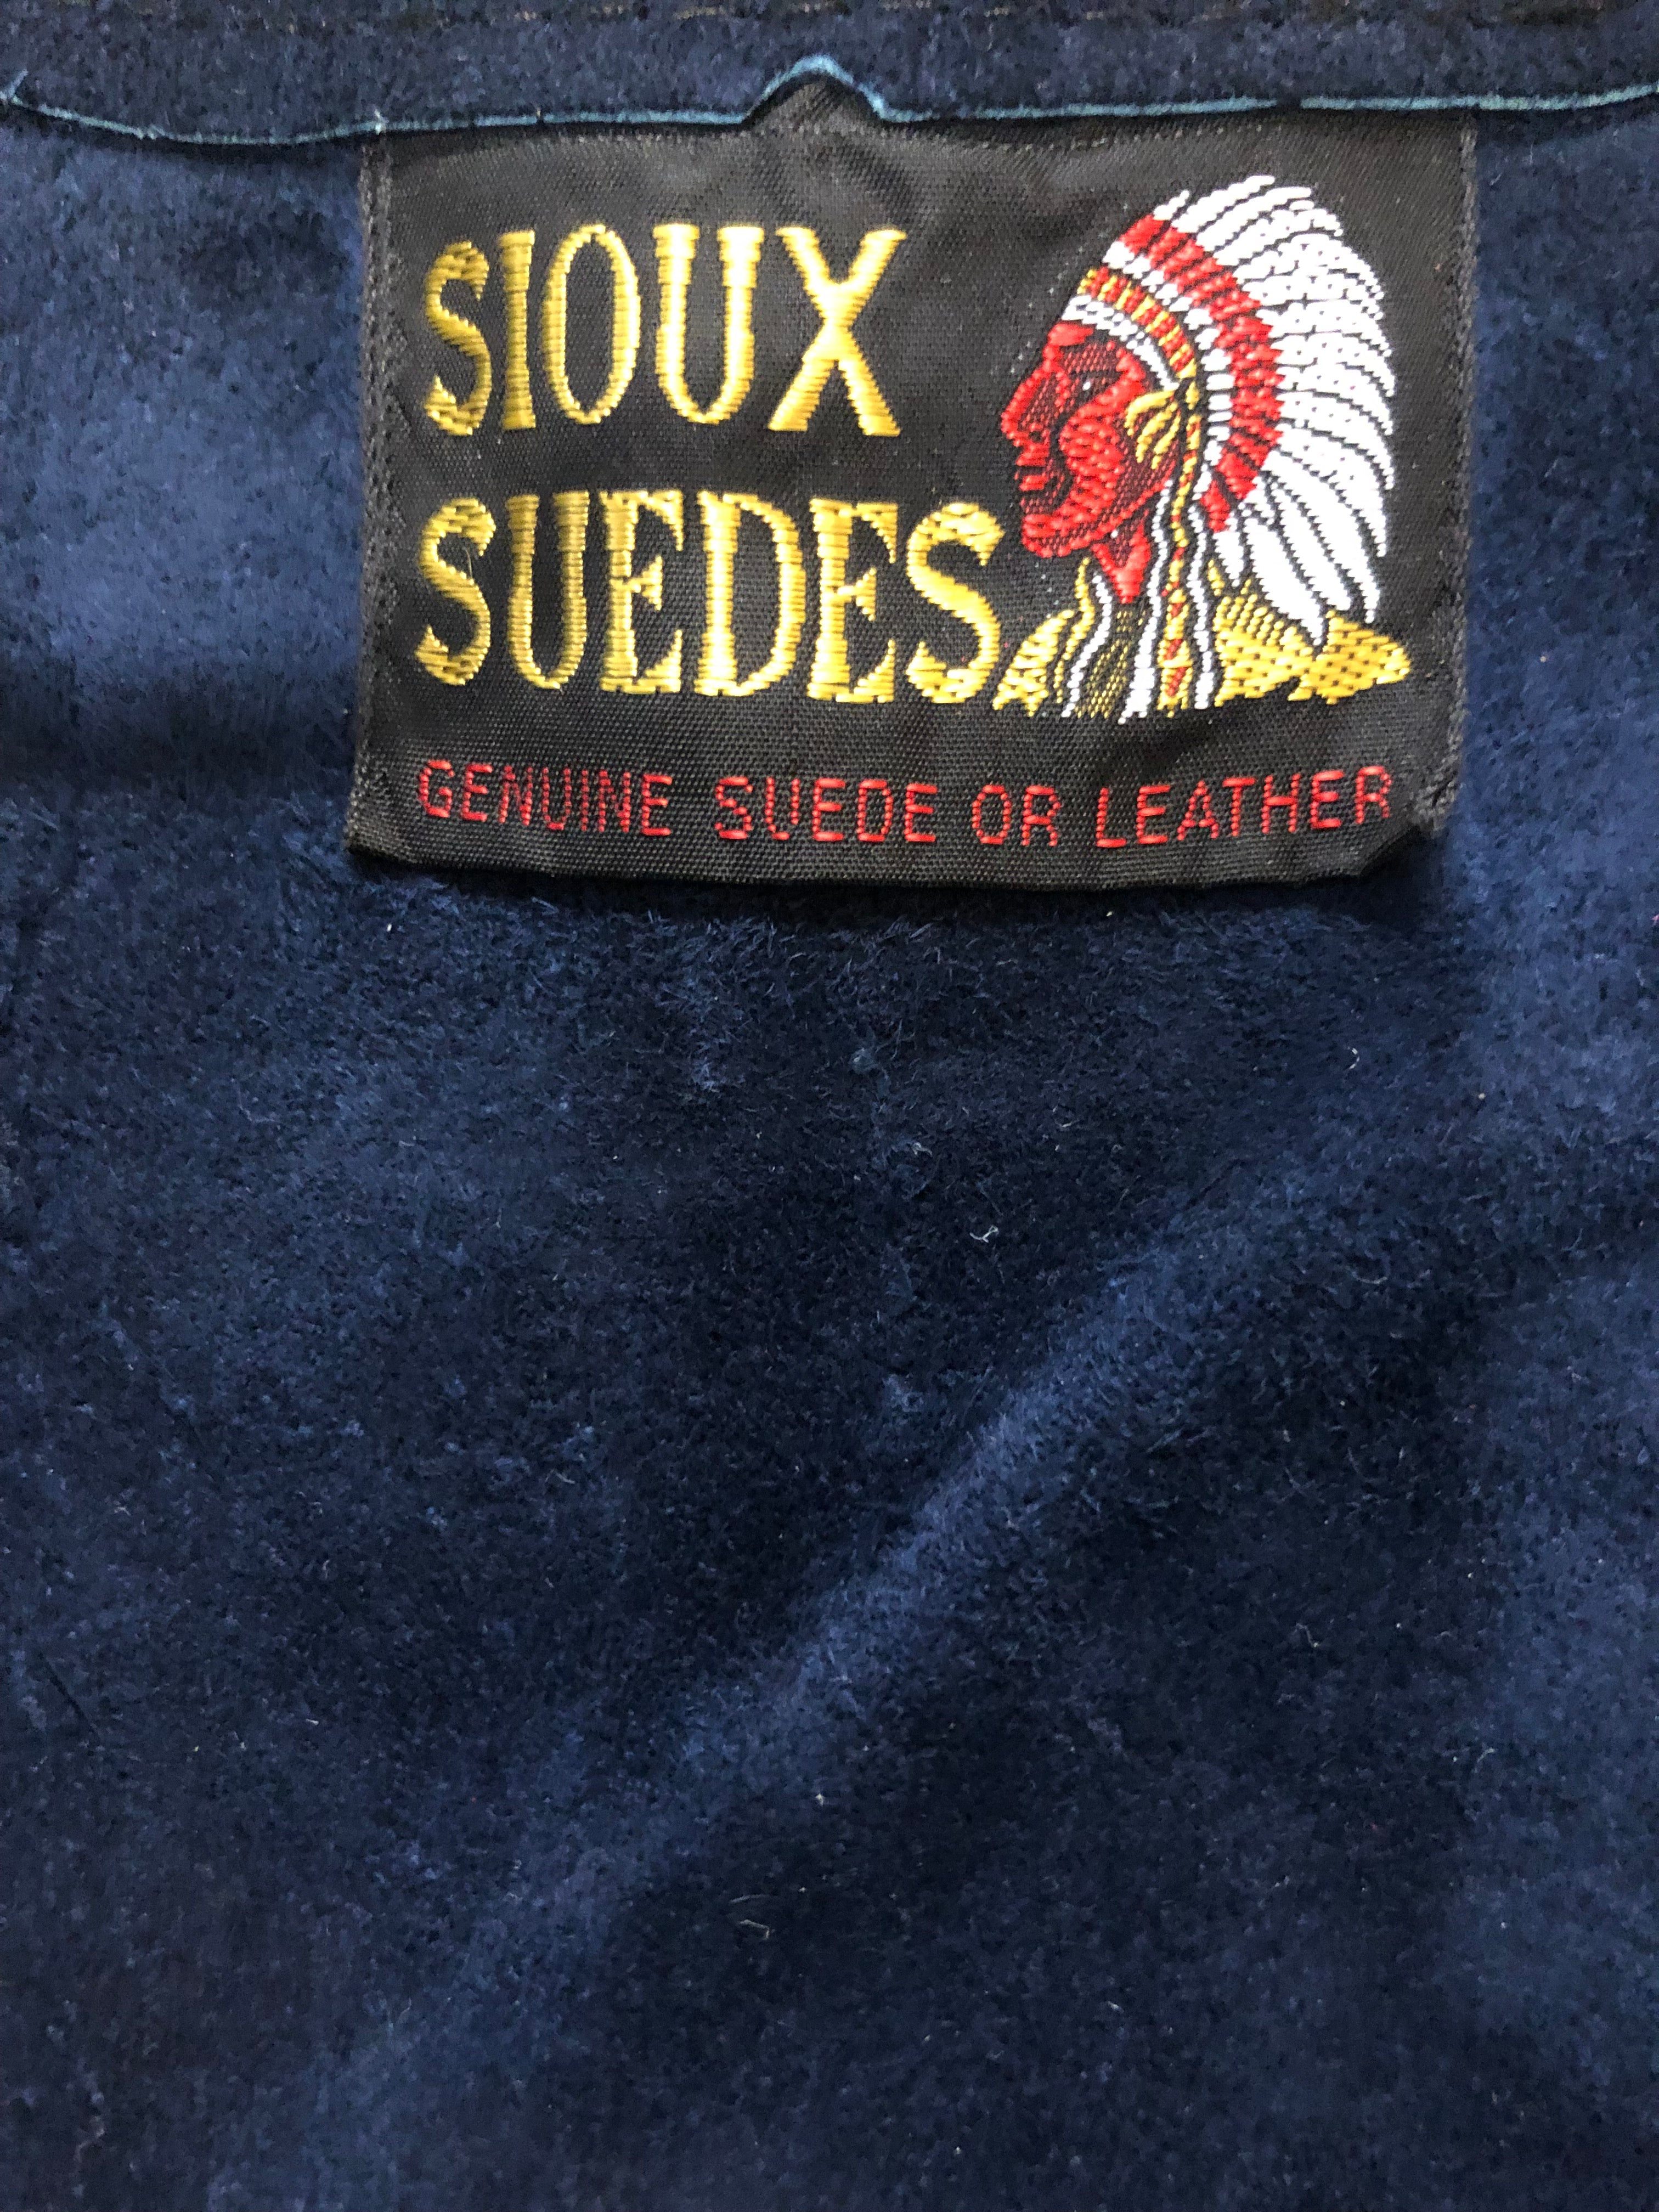 SIOUX
SUEDES
GENUINE SUEDE OR LEATHER